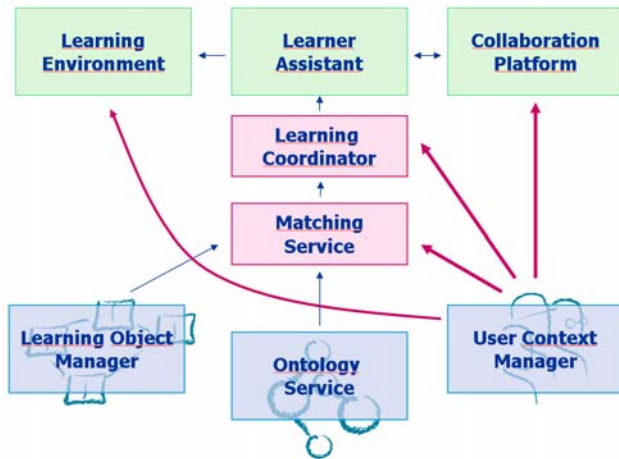 Learning
Environment
Learner
Assistant
Collaboration
Platform
Learning
Coordinator
Matching
Service
Learning Object
Manager
Ontology
Service
User Context
Manager